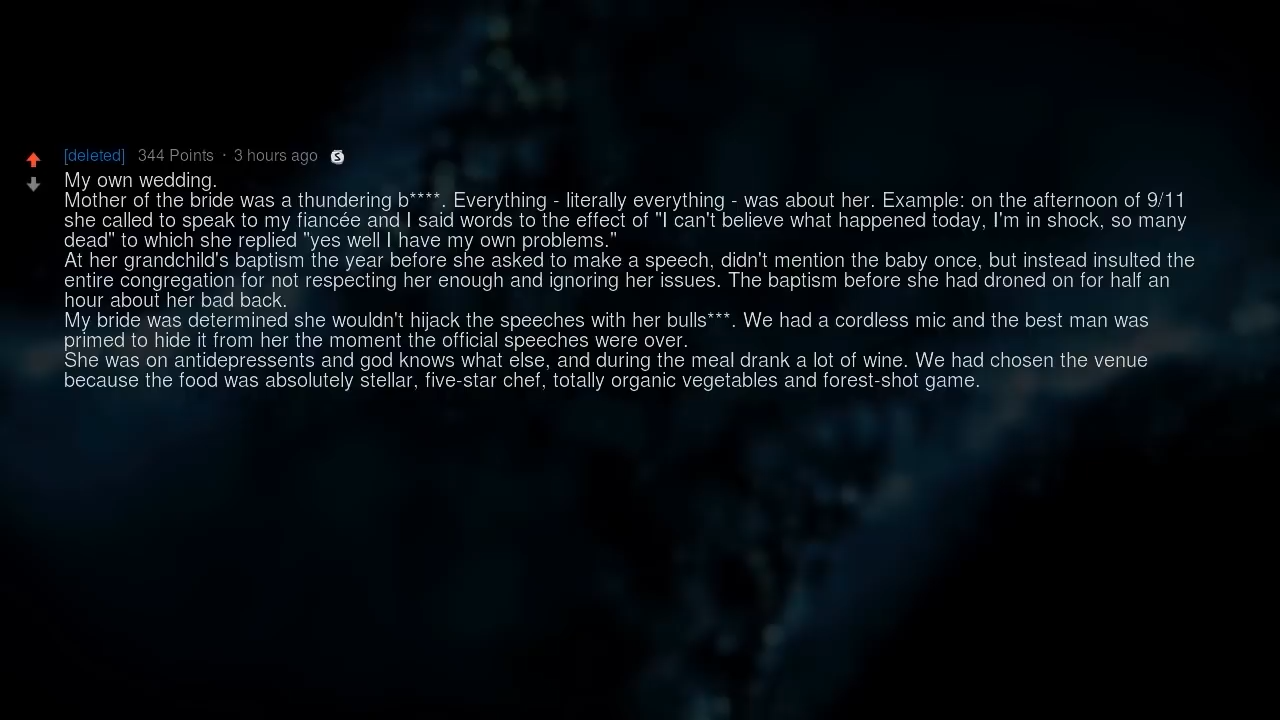 [deleted] 344 Points · 3 hours ago
My own wedding.
Mother of the bride was a thundering b****. Everything - literally everything - was about her. Example: on the afternoon of 9/11
she called to speak to my fiancée and I said words to the effect of "I can't believe what happened today, I'm in shock, so many
dead" to which she replied "yes well I have my own problems."
At her grandchild's baptism the year before she asked to make a speech, didn't mention the baby once, but instead insulted the
entire congregation for not respecting her enough and ignoring her issues. The baptism before she had droned on for half an
hour about her bad back.
My bride was determined she wouldn't hijack the speeches with her bulls***. We had a cordless mic and the best man was
primed to hide it from her the moment the official speeches were over.
She was on antidepressents and god knows what else, and during the meal drank a lot of wine. We had chosen the venue
because the food was absolutely stellar, five-star chef, totally organic vegetables and forest-shot game.